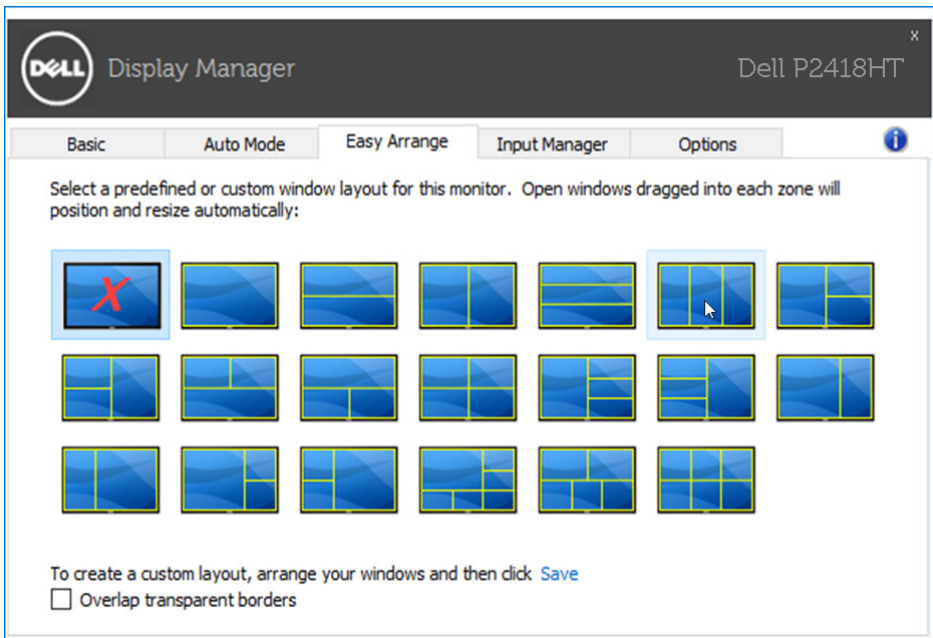 x
DELL Display Manager Dell P2418HT
Basic Auto Mode Easy Arrange Input Manager Options i
Select a predefined or custom window layout for this monitor. Open windows dragged into each zone will
position and resize automatically:
X
To create a custom layout, arrange your windows and then click Save
Overlap transparent borders